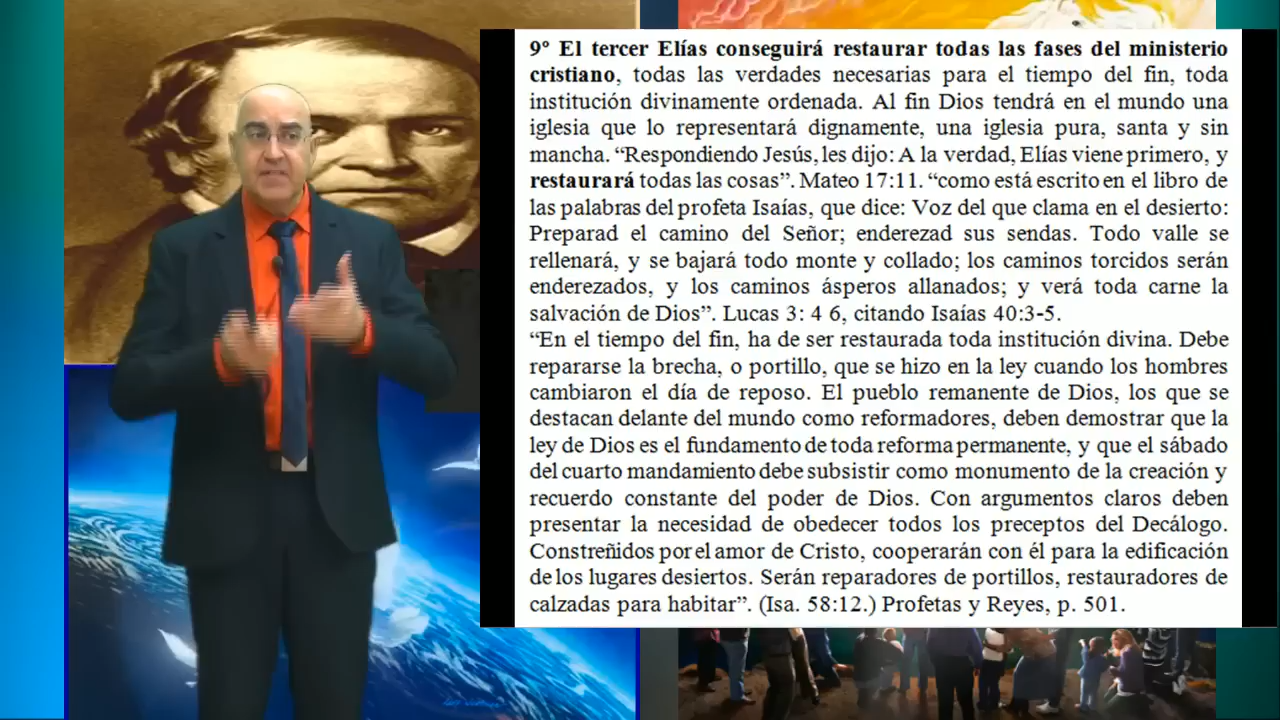 9º El tercer Elías conseguirá restaurar todas las fases del ministerio
cristiano, todas las verdades necesarias para el tiempo del fin, toda
institución divinamente ordenada. Al fin Dios tendrá en el mundo una
iglesia que lo representará dignamente, una iglesia pura, santa y sin
mancha. “Respondiendo Jesús, les dijo: A la verdad, Elías viene primero, y
restaurará todas las cosas”. Mateo 17:11. “como está escrito en el libro de
las palabras del profeta Isaías, que dice: Voz del que clama en el desierto:
Preparad el camino del Señor; enderezad sus sendas. Todo valle se
rellenará, y se bajará todo monte y collado; los caminos torcidos serán
enderezados, y los caminos ásperos allanados; y verá toda carne la
salvación de Dios”. Lucas 3: 4 6, citando Isaías 40:3-5.
“En el tiempo del fin, ha de ser restaurada toda institución divina. Debe
repararse la brecha, o portillo, que se hizo en la ley cuando los hombres
cambiaron el día de reposo. El pueblo remanente de Dios, los que se
destacan delante del mundo como reformadores, deben demostrar que la
ley de Dios es el fundamento de toda reforma permanente, y que el sábado
del cuarto mandamiento debe subsistir como monumento de la creación y
recuerdo constante del poder de Dios. Con argumentos claros deben
presentar la necesidad de obedecer todos los preceptos del Decálogo.
Constreñidos por el amor de Cristo, cooperarán con él para la edificación
de los lugares desiertos. Serán reparadores de portillos, restauradores de
calzadas para habitar”. (Isa. 58:12.) Profetas y Reyes, p. 501.